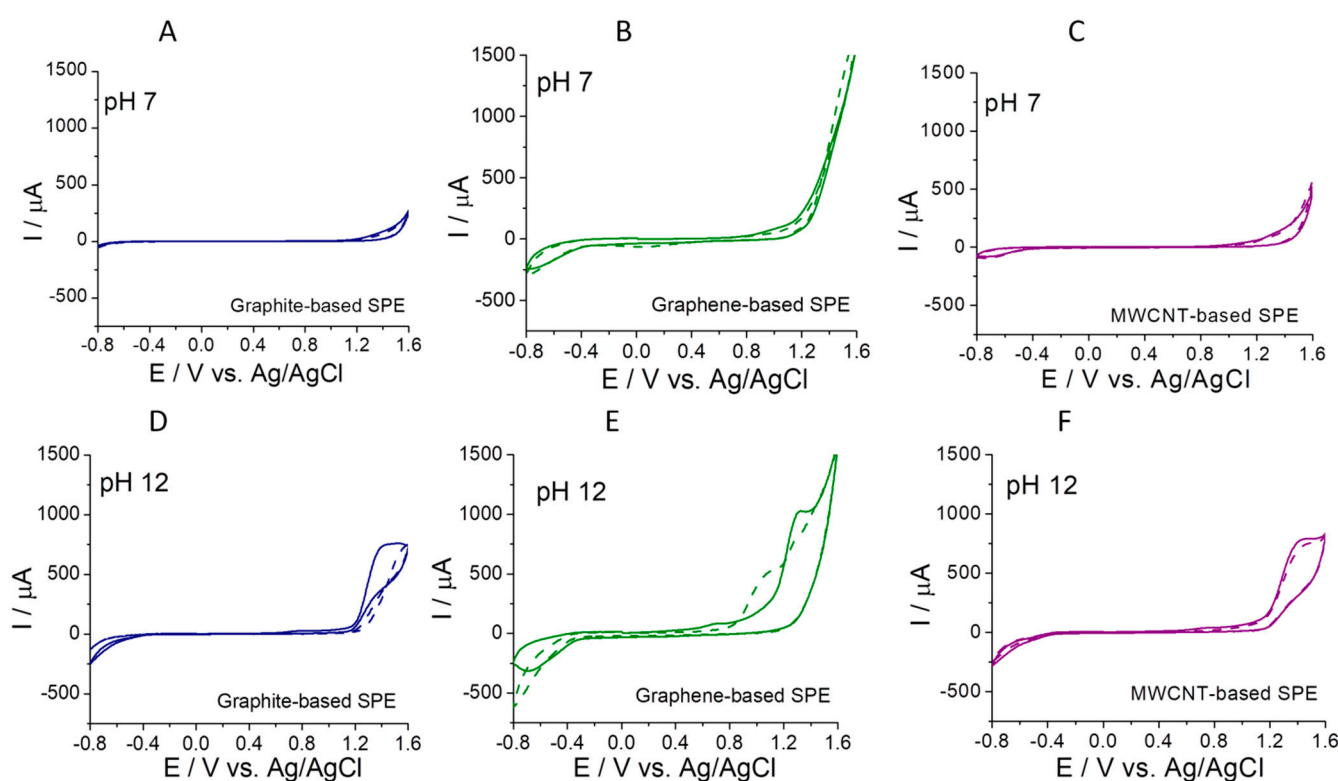 A
1500
1000
500
0
-500
pH 7
I / μA
Graphite-based SPE
-0.8 -0.4 0.0 0.4 0.8 1.2 1.6
E / V vs. Ag/AgCl
B
1500
1000
500
0
-500
pH 7
I / μA
Graphene-based SPE
-0.8 -0.4 0.0 0.4 0.8 1.2 1.6
E / V vs. Ag/AgCl
C
1500
1000
500
0
-500
pH 7
I / μA
MWCNT-based SPE
-0.8 -0.4 0.0 0.4 0.8 1.2 1.6
E / V vs. Ag/AgCl
D
1500
1000
500
0
-500
pH 12
I / μA
Graphite-based SPE
-0.8 -0.4 0.0 0.4 0.8 1.2 1.6
E / V vs. Ag/AgCl
E
1500
1000
500
0
-500
pH 12
I / μA
Graphene-based SPE
-0.8 -0.4 0.0 0.4 0.8 1.2 1.6
E / V vs. Ag/AgCl
F
1500
1000
500
0
-500
pH 12
I / μA
MWCNT-based SPE
-0.8 -0.4 0.0 0.4 0.8 1.2 1.6
E / V vs. Ag/AgCl